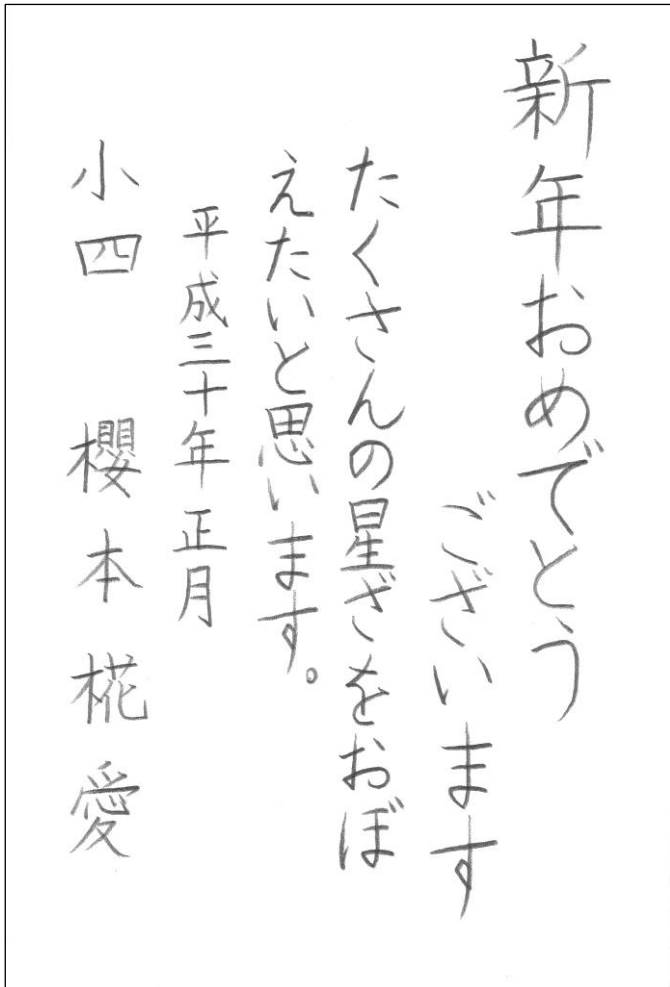 新年おめでとう
ございます
たくさんの星ざをおぼ
えたいと思います。
平成三十年正月
小四 櫻本椛愛